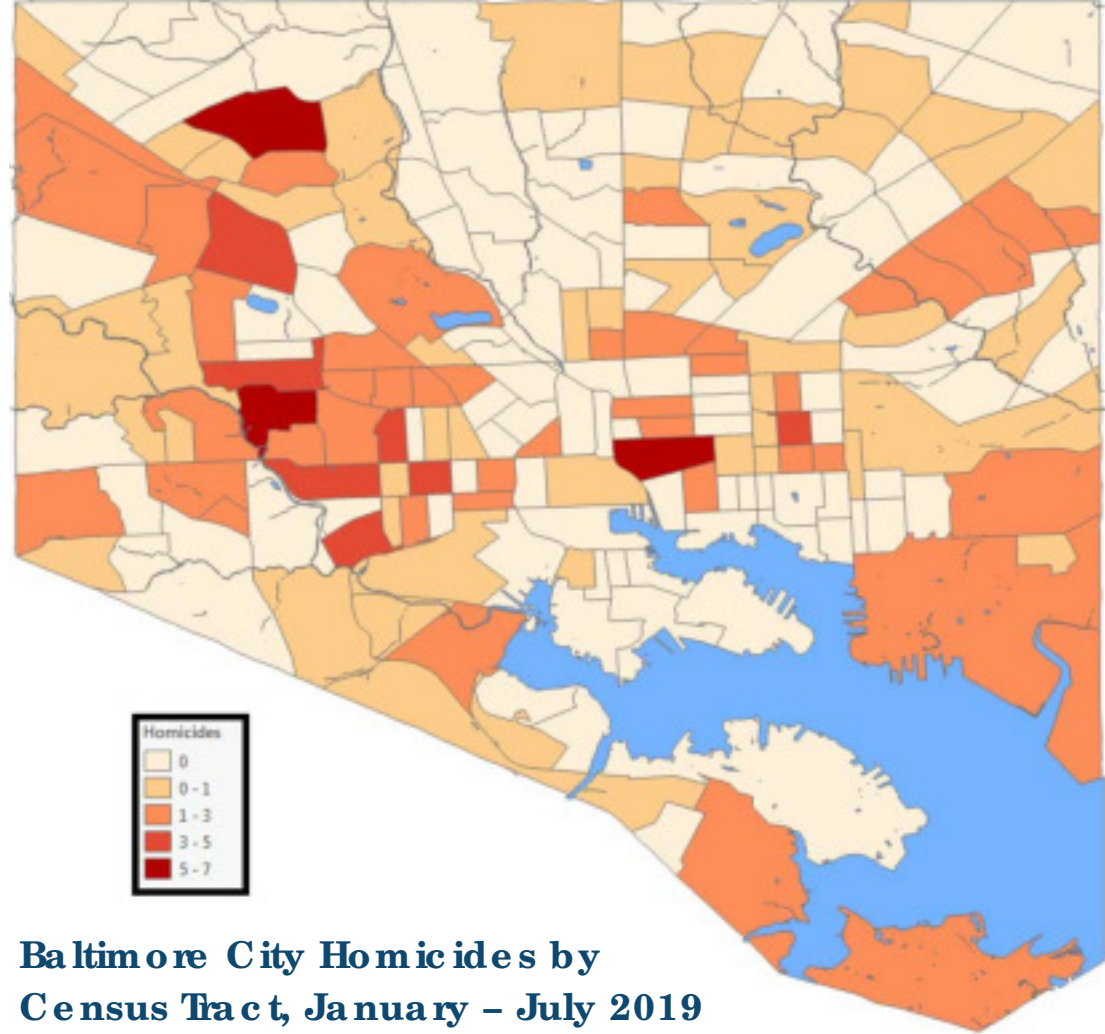 Homicides
0
0 - 1
1 - 3
3 - 5
5 - 7
Baltimore City Homicides by
Census Tract, January – July 2019